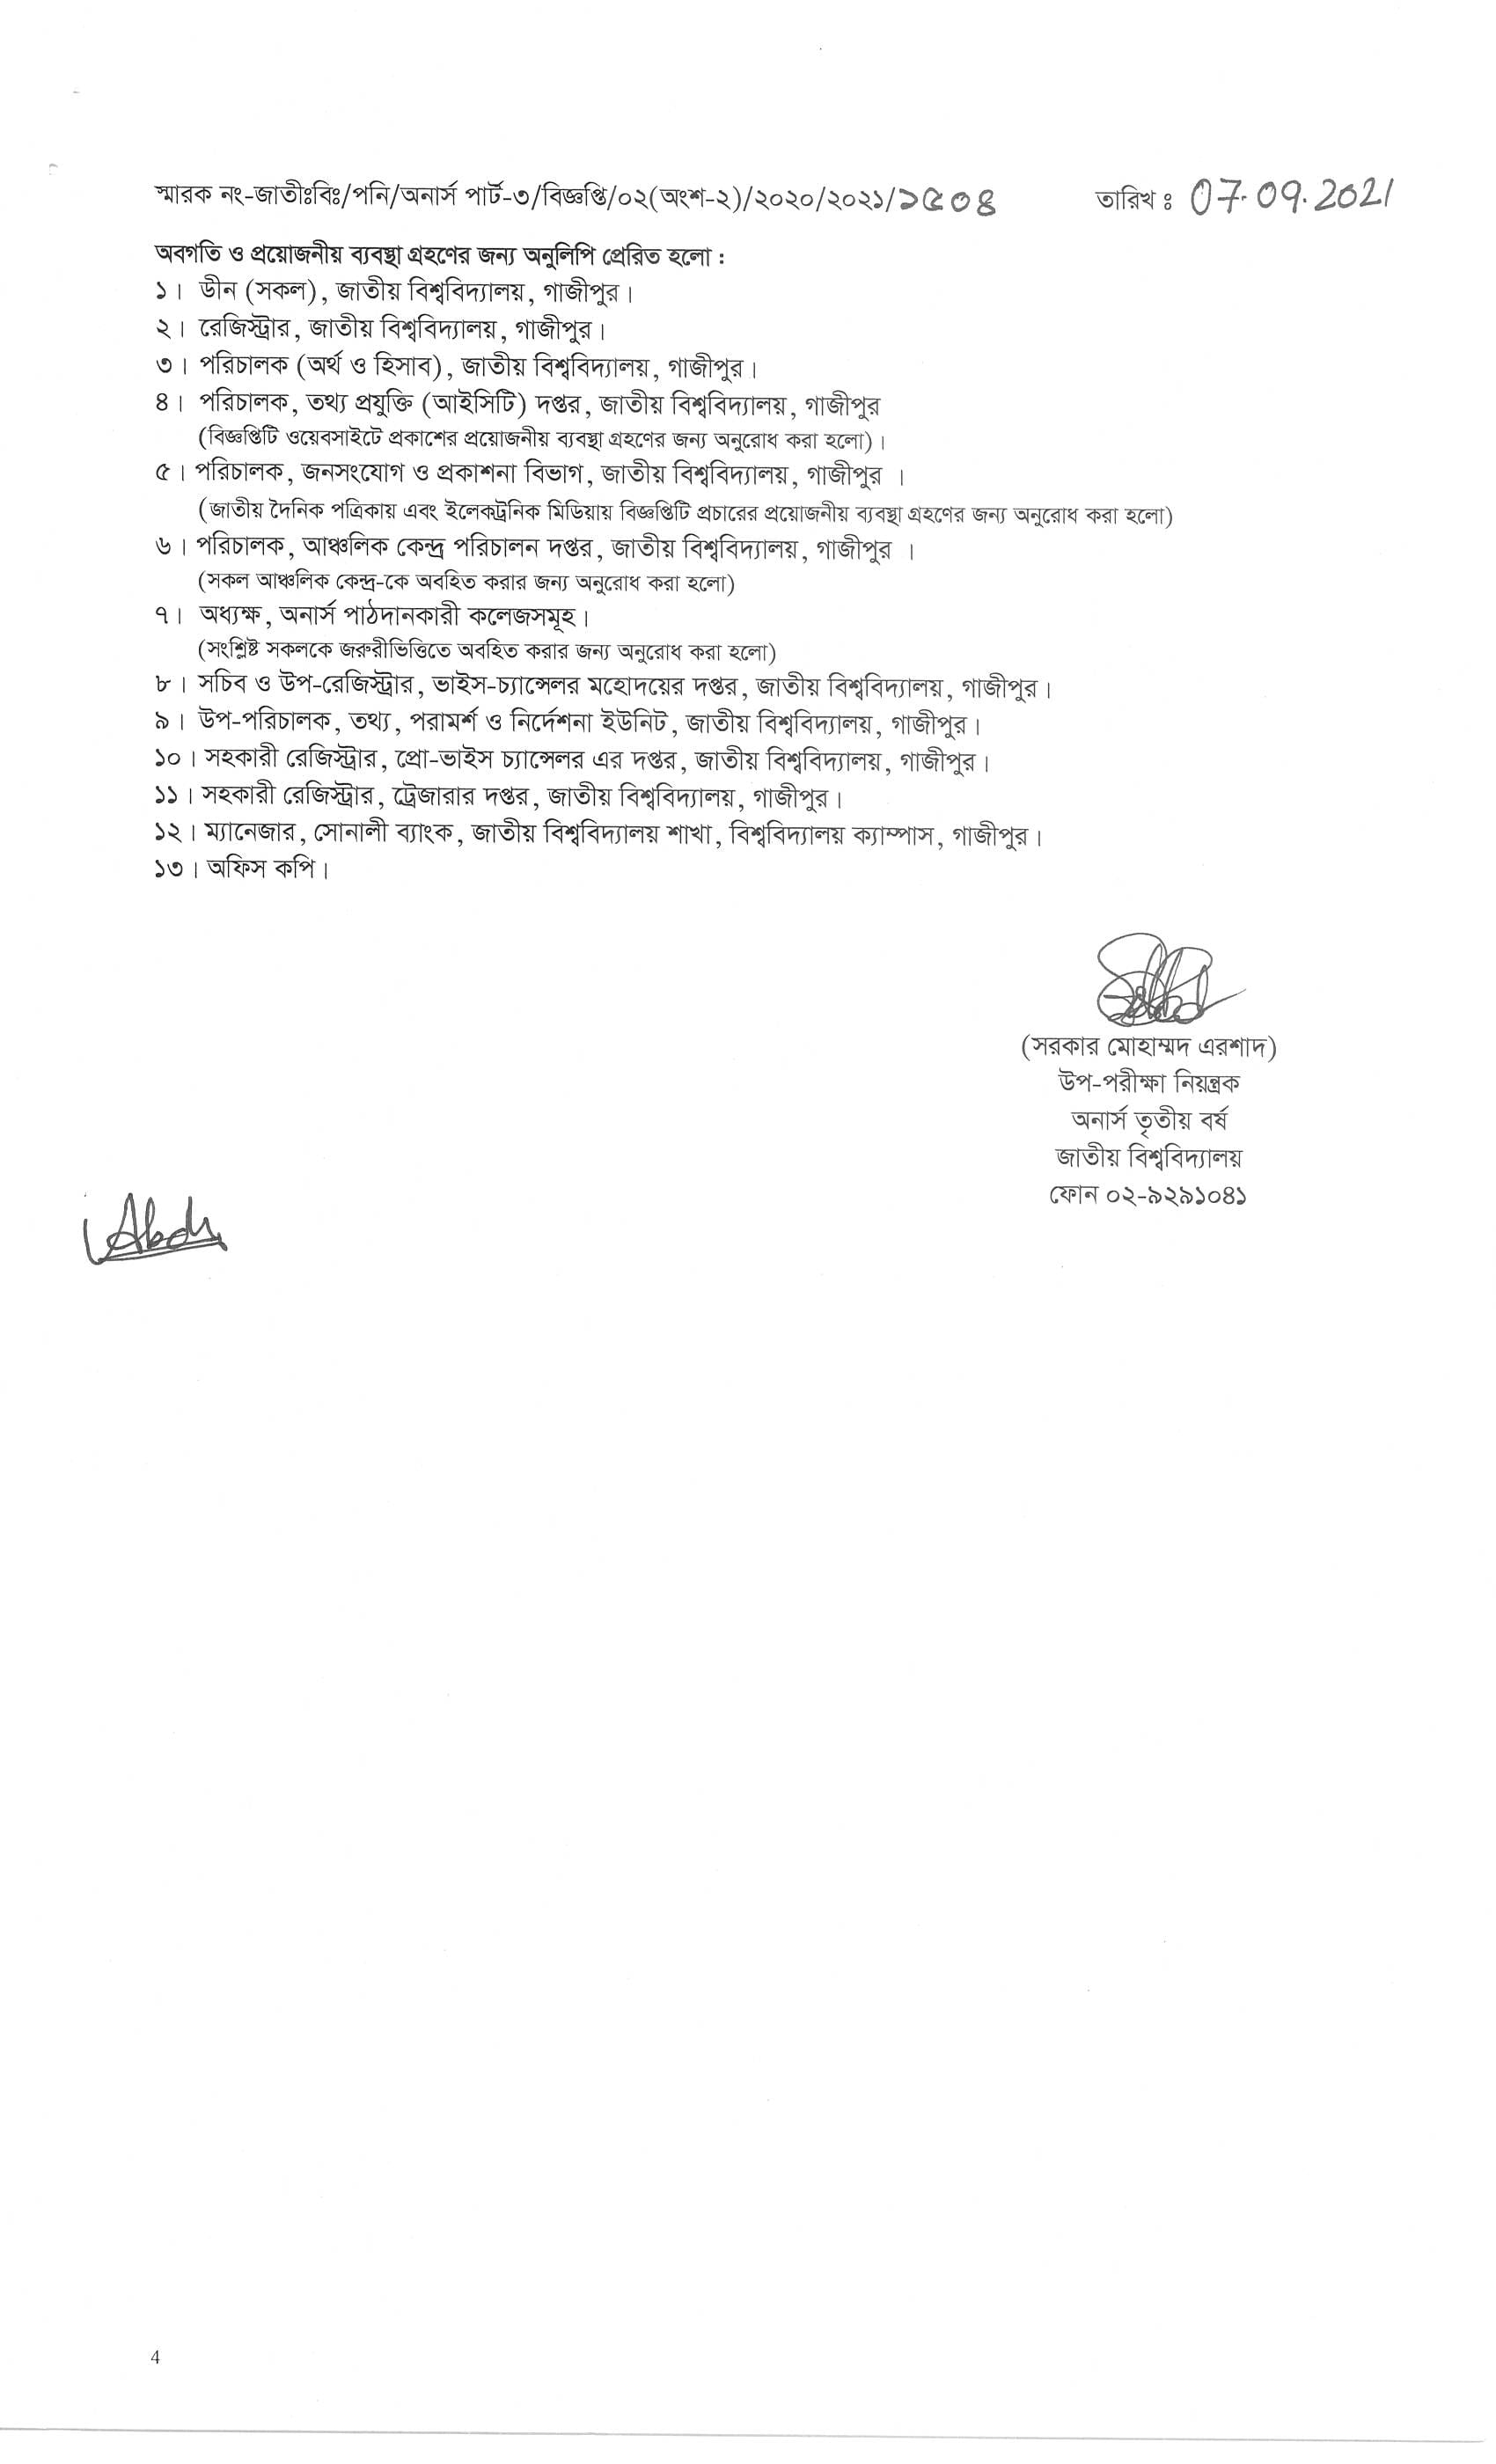 স্মারক নং-জাতীঃবিঃ/পনি/অনার্স পার্ট-৩/বিজ্ঞপ্তি/০২(অংশ-২)/২০২০/২০২১/১৫০৪ তারিখ ঃ 07.09.2021
অবগতি ও প্রয়োজনীয় ব্যবস্থা গ্রহণের জন্য অনুলিপি প্রেরিত হলো :
১। ডীন (সকল), জাতীয় বিশ্ববিদ্যালয়, গাজীপুর।
২। রেজিস্ট্রার, জাতীয় বিশ্ববিদ্যালয়, গাজীপুর।
৩। পরিচালক (অর্থ ও হিসাব), জাতীয় বিশ্ববিদ্যালয়, গাজীপুর।
৪। পরিচালক, তথ্য প্রযুক্তি (আইসিটি) দপ্তর, জাতীয় বিশ্ববিদ্যালয়, গাজীপুর
(বিজ্ঞপ্তিটি ওয়েবসাইটে প্রকাশের প্রয়োজনীয় ব্যবস্থা গ্রহণের জন্য অনুরোধ করা হলো)।
৫। পরিচালক, জনসংযোগ ও প্রকাশনা বিভাগ, জাতীয় বিশ্ববিদ্যালয়, গাজীপুর ।
(জাতীয় দৈনিক পত্রিকায় এবং ইলেকট্রনিক মিডিয়ায় বিজ্ঞপ্তিটি প্রচারের প্রয়োজনীয় ব্যবস্থা গ্রহণের জন্য অনুরোধ করা হলো)
৬। পরিচালক, আঞ্চলিক কেন্দ্র পরিচালন দপ্তর, জাতীয় বিশ্ববিদ্যালয়, গাজীপুর ।
(সকল আঞ্চলিক কেন্দ্র-কে অবহিত করার জন্য অনুরোধ করা হলো)
৭। অধ্যক্ষ, অনার্স পাঠদানকারী কলেজসমূহ।
(সংশ্লিষ্ট সকলকে জরুরীভিত্তিতে অবহিত করার জন্য অনুরোধ করা হলো)
৮। সচিব ও উপ-রেজিস্ট্রার, ভাইস-চ্যান্সেলর মহোদয়ের দপ্তর, জাতীয় বিশ্ববিদ্যালয়, গাজীপুর।
৯। উপ-পরিচালক, তথ্য, পরামর্শ ও নির্দেশনা ইউনিট, জাতীয় বিশ্ববিদ্যালয়, গাজীপুর।
১০। সহকারী রেজিস্ট্রার, প্রো-ভাইস চ্যান্সেলর এর দপ্তর, জাতীয় বিশ্ববিদ্যালয়, গাজীপুর।
১১। সহকারী রেজিস্ট্রার, ট্রেজারার দপ্তর, জাতীয় বিশ্ববিদ্যালয়, গাজীপুর।
১২। ম্যানেজার, সোনালী ব্যাংক, জাতীয় বিশ্ববিদ্যালয় শাখা, বিশ্ববিদ্যালয় ক্যাম্পাস, গাজীপুর।
১৩। অফিস কপি।
(সরকার মোহাম্মদ এরশাদ)
উপ-পরীক্ষা নিয়ন্ত্রক
অনার্স তৃতীয় বর্ষ
জাতীয় বিশ্ববিদ্যালয়
ফোন ০২-৯২৯১০৪১
4